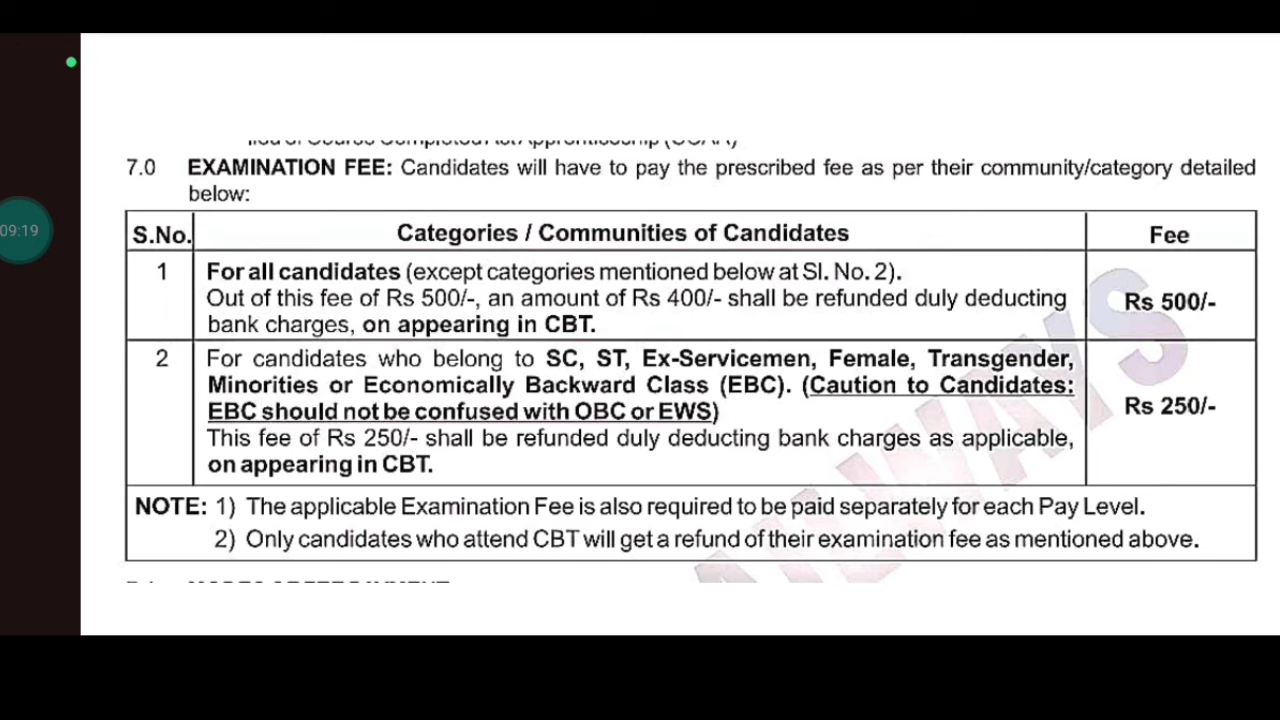 7.0 EXAMINATION FEE: Candidates will have to pay the prescribed fee as per their community/category detailed
below:
S.No. Categories / Communities of Candidates Fee
1 For all candidates (except categories mentioned below at Sl. No. 2).
Out of this fee of Rs 500/-, an amount of Rs 400/- shall be refunded duly deducting
bank charges, on appearing in CBT.
Rs 500/-
2 For candidates who belong to SC, ST, Ex-Servicemen, Female, Transgender,
Minorities or Economically Backward Class (EBC). (Caution to Candidates:
EBC should not be confused with OBC or EWS)
This fee of Rs 250/- shall be refunded duly deducting bank charges as applicable,
on appearing in CBT.
Rs 250/-
NOTE: 1) The applicable Examination Fee is also required to be paid separately for each Pay Level.
2) Only candidates who attend CBT will get a refund of their examination fee as mentioned above.
09:19